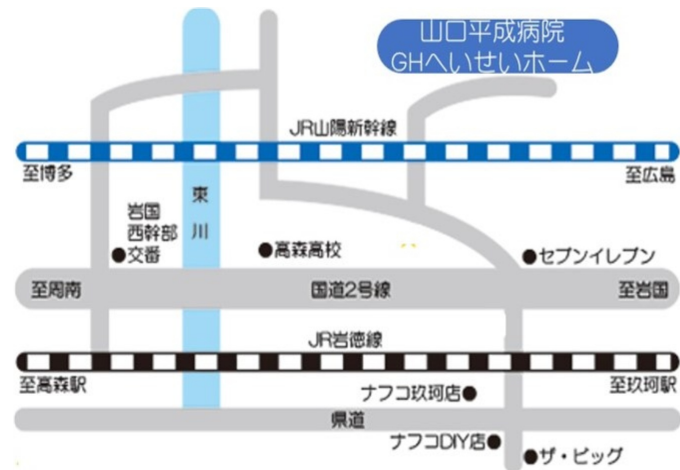 山口平成病院
GHへいせいホーム
JR山陽新幹線
至博多
至広島
東川
岩国
西幹部
交番
高森高校
セブンイレブン
至周南
国道2号線
至岩国
JR岩徳線
至高森駅
至玖珂駅
ナフコ玖珂店
県道
ナフコDIY店
ザ・ビッグ